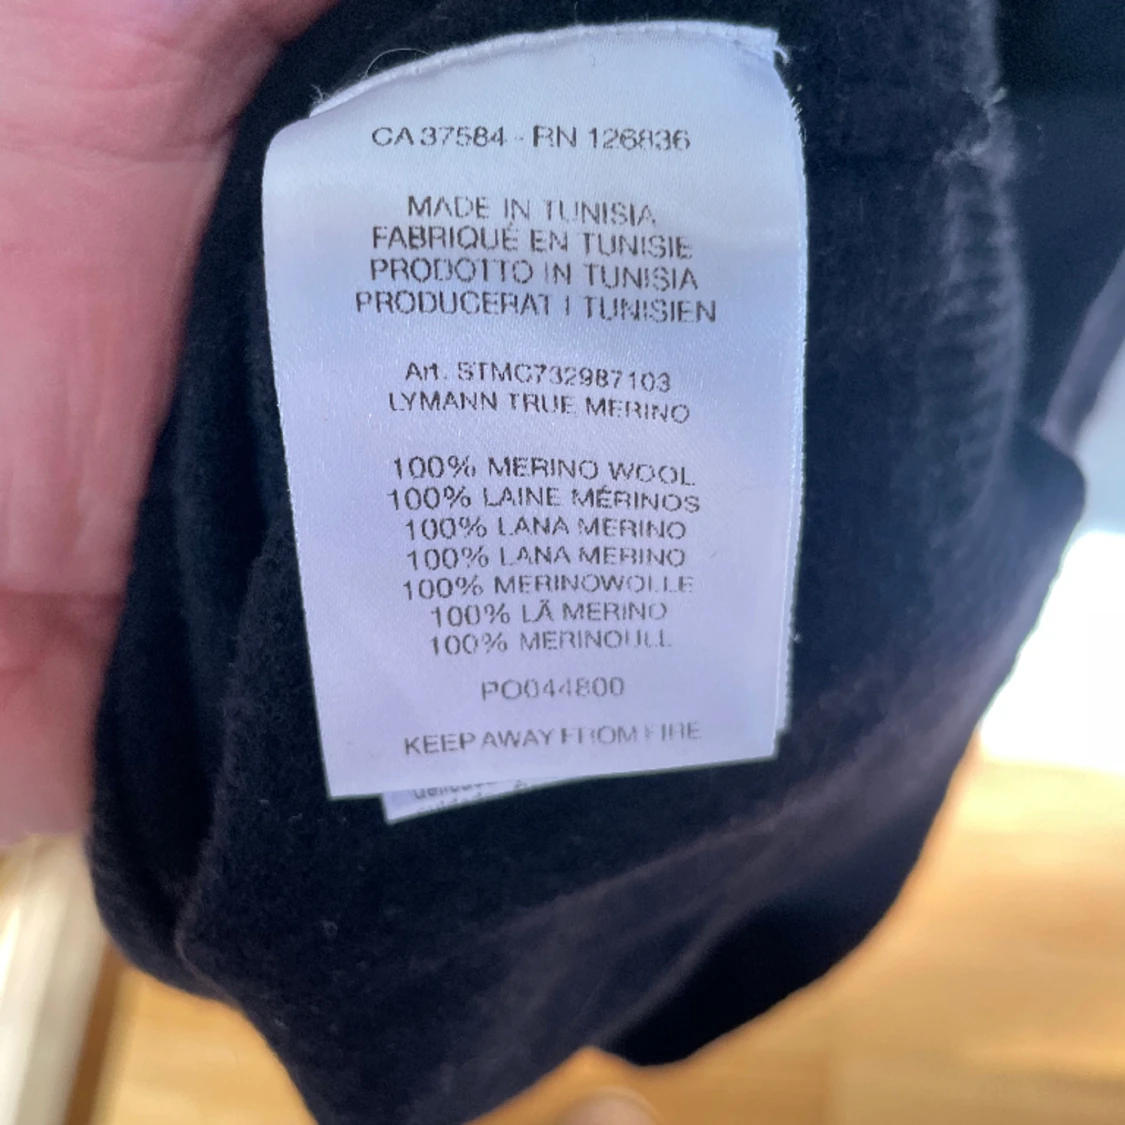 CA 37584 - RN 126836
MADE IN TUNISIA
FABRIQUÉ EN TUNISIE
PRODOTTO IN TUNISIA
PRODUCERAT I TUNISIEN
Art. STMC732987103
LYMANN TRUE MERINO
100% MERINO WOOL
100% LAINE MÉRINOS
100% LANA MERINO
100% LANA MERINO
100% MERINOWOLLE
100% LÃ MERINO
100% MERINOULL
PO044800
KEEP AWAY FROM FIRE